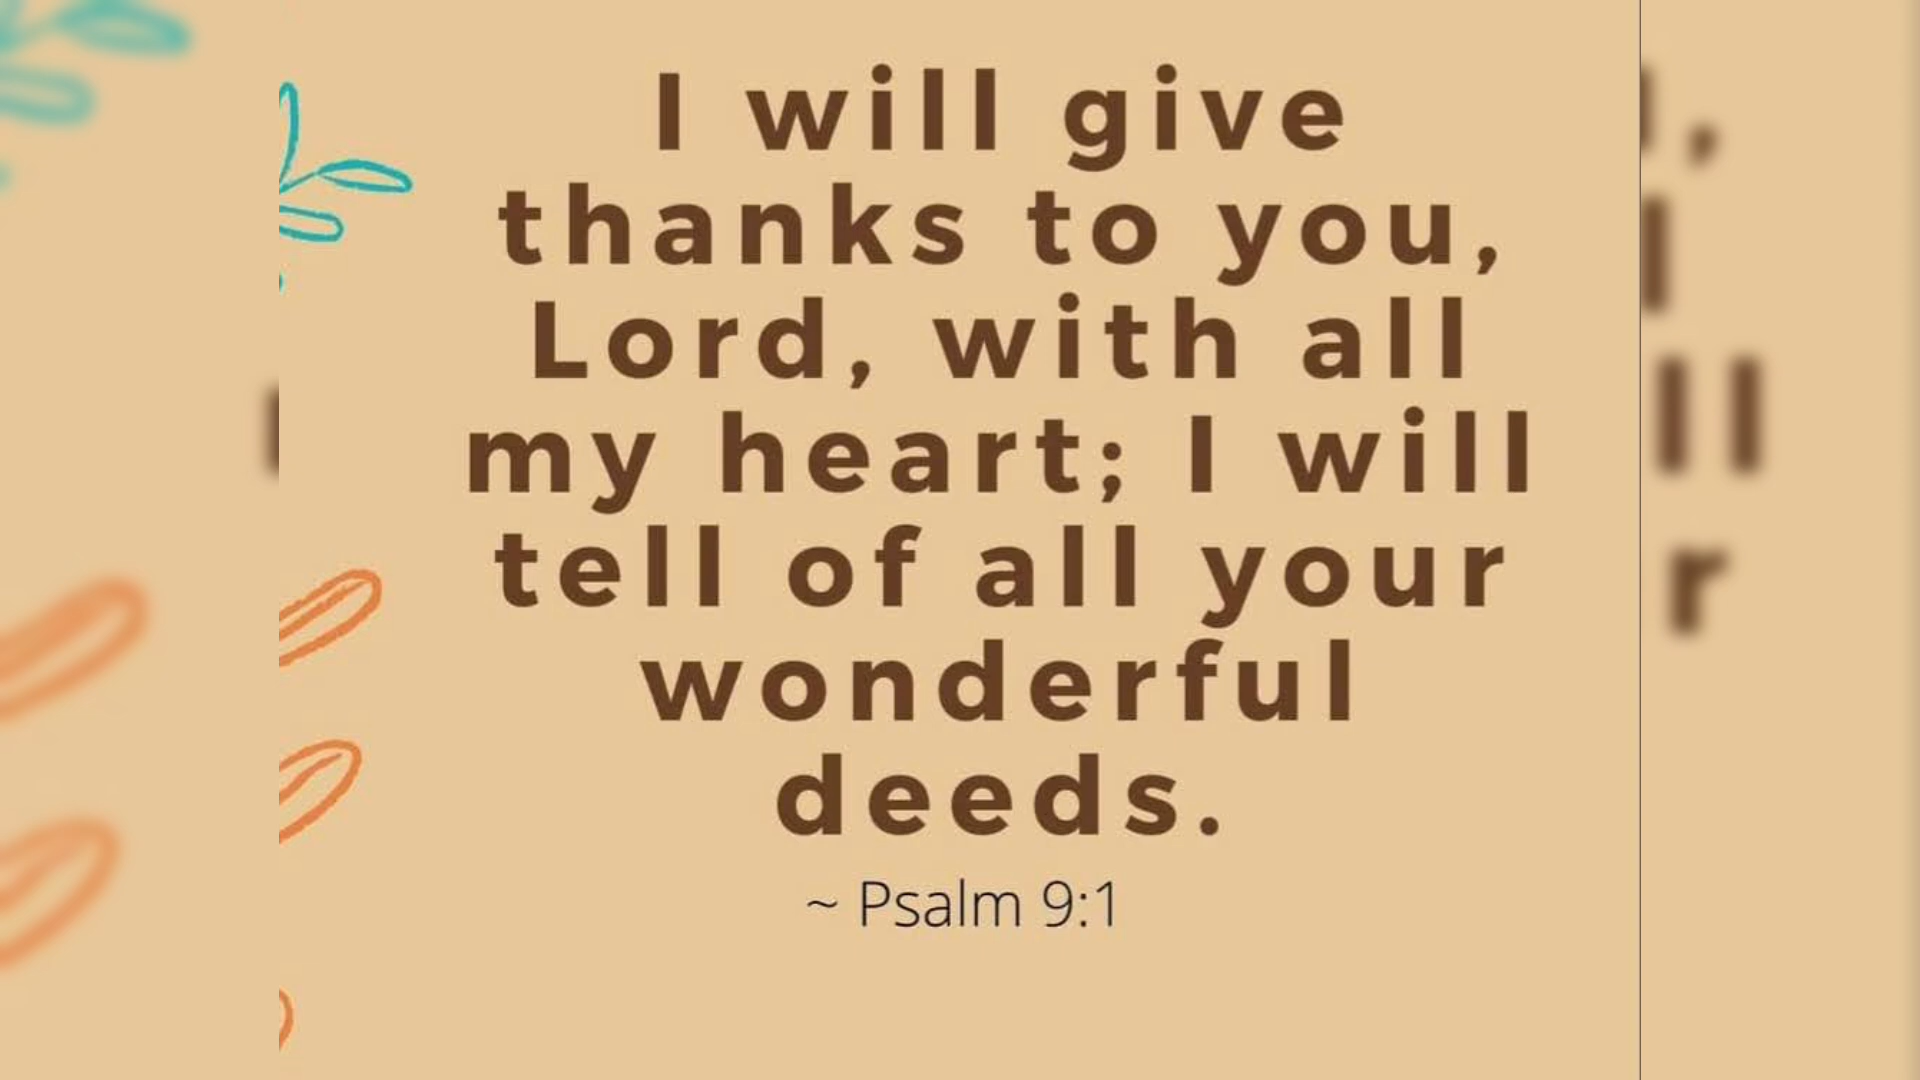 I will give
thanks to you,
Lord, with all
my heart; I will
tell of all your
wonderful
deeds.
~ Psalm 9:1